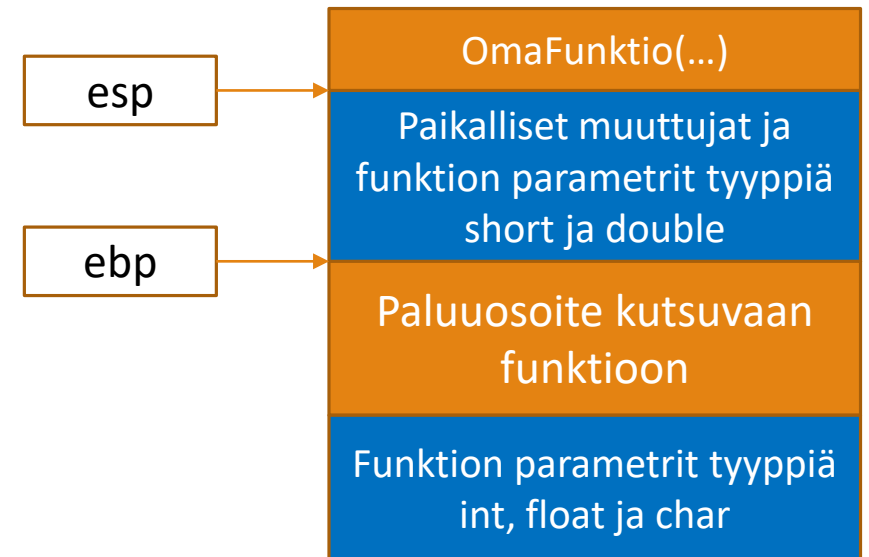 OmaFunktio(…)
esp
Paikalliset muuttujat ja
funktion parametrit tyyppiä
short ja double
ebp
Paluuosoite kutsuvaan
funktioon
Funktion parametrit tyyppiä
int, float ja char